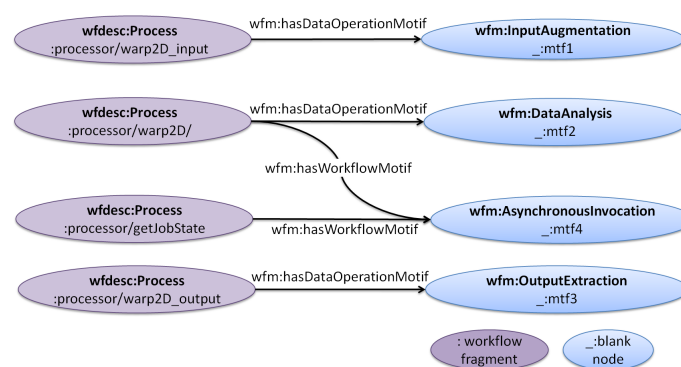 wfdesc:Process
:processor/warp2D_input
wfm:hasDataOperationMotif
wfm:InputAugmentation
_:mtf1
wfdesc:Process
:processor/warp2D/
wfm:hasDataOperationMotif
wfm:DataAnalysis
_:mtf2
wfm:hasWorkflowMotif
wfdesc:Process
:processor/getJobState
wfm:hasWorkflowMotif
wfm:AsynchronousInvocation
_:mtf4
wfdesc:Process
:processor/warp2D_output
wfm:hasDataOperationMotif
wfm:OutputExtraction
_:mtf3
: workflow
fragment
_:blank
node